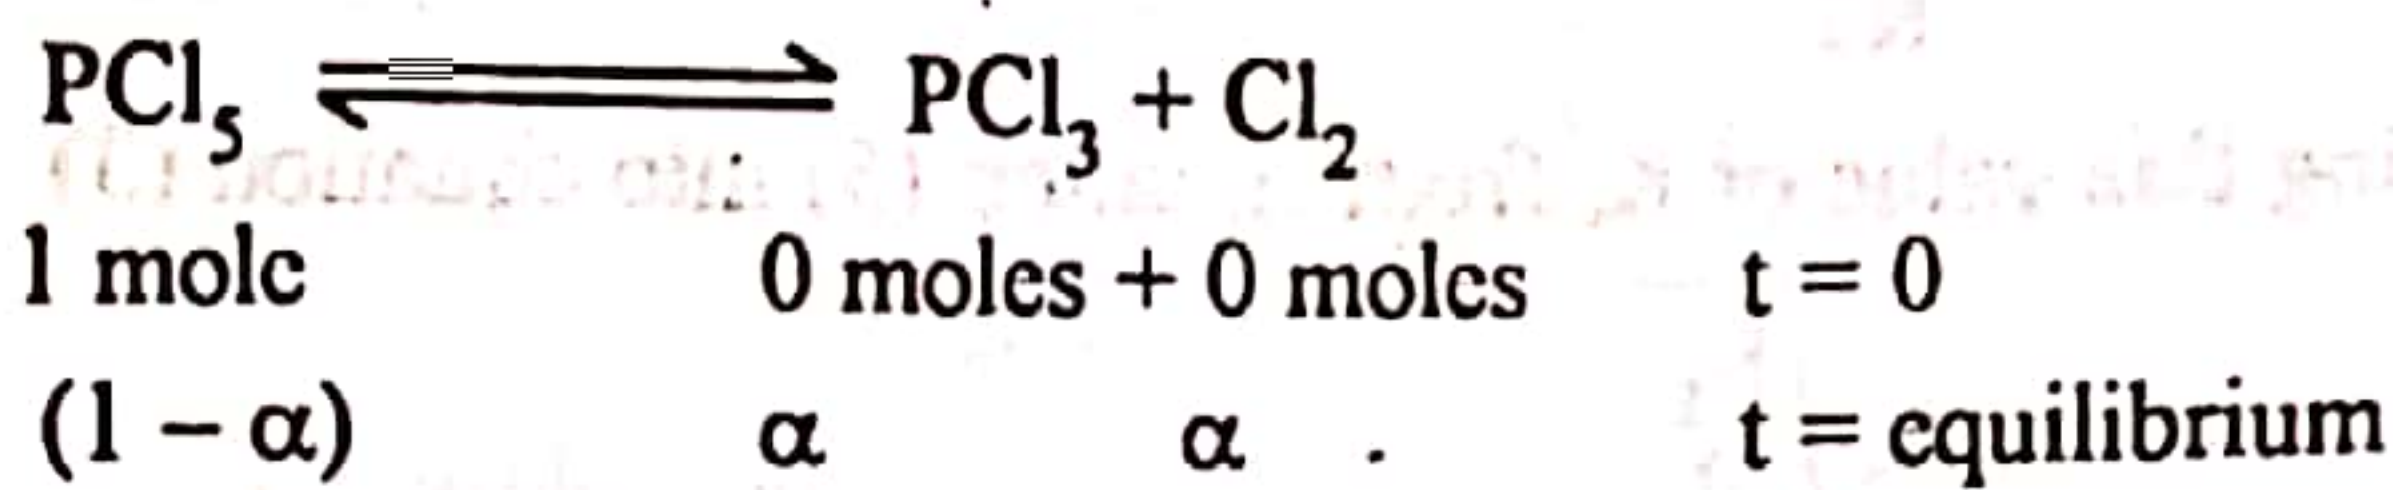 PCl₅ ⇌ PCl₃ + Cl₂
1 mole 0 moles + 0 moles t = 0
(1 – α) α α t = equilibrium